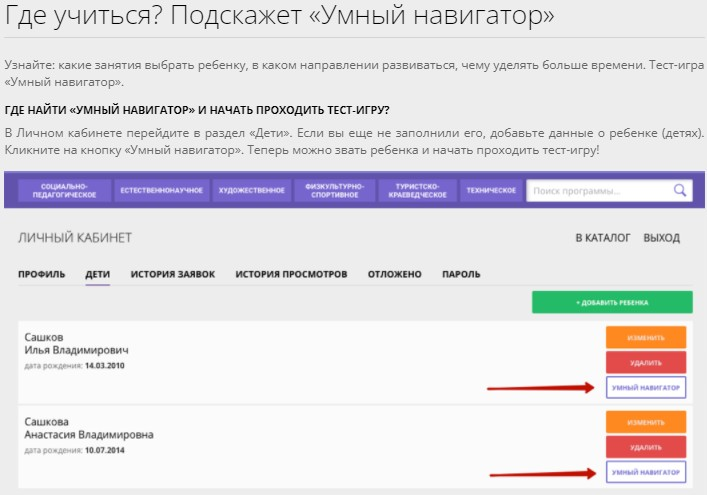 Где учиться? Подскажет «Умный навигатор»
Узнайте: какие занятия выбрать ребенку, в каком направлении развиваться, чему уделять больше времени. Тест-игра
«Умный навигатор».
ГДЕ НАЙТИ «УМНЫЙ НАВИГАТОР» И НАЧАТЬ ПРОХОДИТЬ ТЕСТ-ИГРУ?
В Личном кабинете перейдите в раздел «Дети». Если вы еще не заполнили его, добавьте данные о ребенке (детях).
Кликните на кнопку «Умный навигатор». Теперь можно звать ребенка и начать проходить тест-игру!
СОЦИАЛЬНО-
ПЕДАГОГИЧЕСКОЕ
ЕСТЕСТВЕННОНАУЧНОЕ
ХУДОЖЕСТВЕННОЕ
ФИЗКУЛЬТУРНО-
СПОРТИВНОЕ
ТУРИСТСКО-
КРАЕВЕДЧЕСКОЕ
ТЕХНИЧЕСКОЕ
Поиск программы...
ЛИЧНЫЙ КАБИНЕТ
В КАТАЛОГ ВЫХОД
ПРОФИЛЬ ДЕТИ ИСТОРИЯ ЗАЯВОК ИСТОРИЯ ПРОСМОТРОВ ОТЛОЖЕНО ПАРОЛЬ
+ ДОБАВИТЬ РЕБЕНКА
Сашков
Илья Владимирович
дата рождения: 14.03.2010
ИЗМЕНИТЬ
УДАЛИТЬ
УМНЫЙ НАВИГАТОР
Сашкова
Анастасия Владимировна
дата рождения: 10.07.2014
ИЗМЕНИТЬ
УДАЛИТЬ
УМНЫЙ НАВИГАТОР